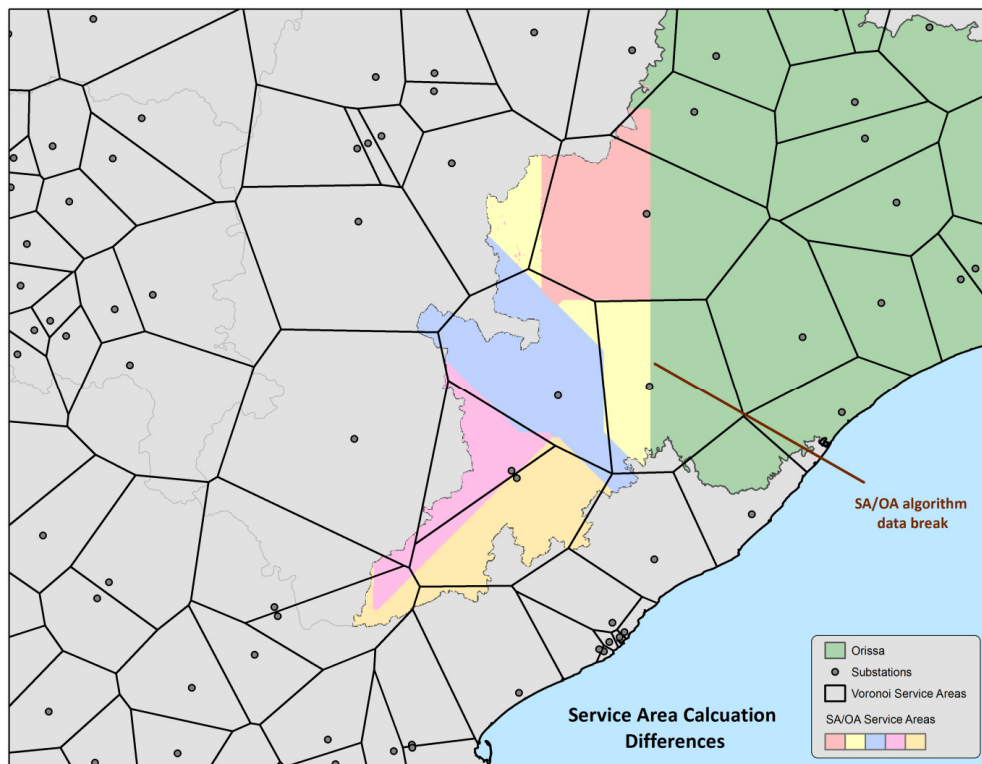 SA/OA algorithm
data break
Service Area Calcuation
Differences
Orissa
Substations
Voronoi Service Areas
SA/OA Service Areas